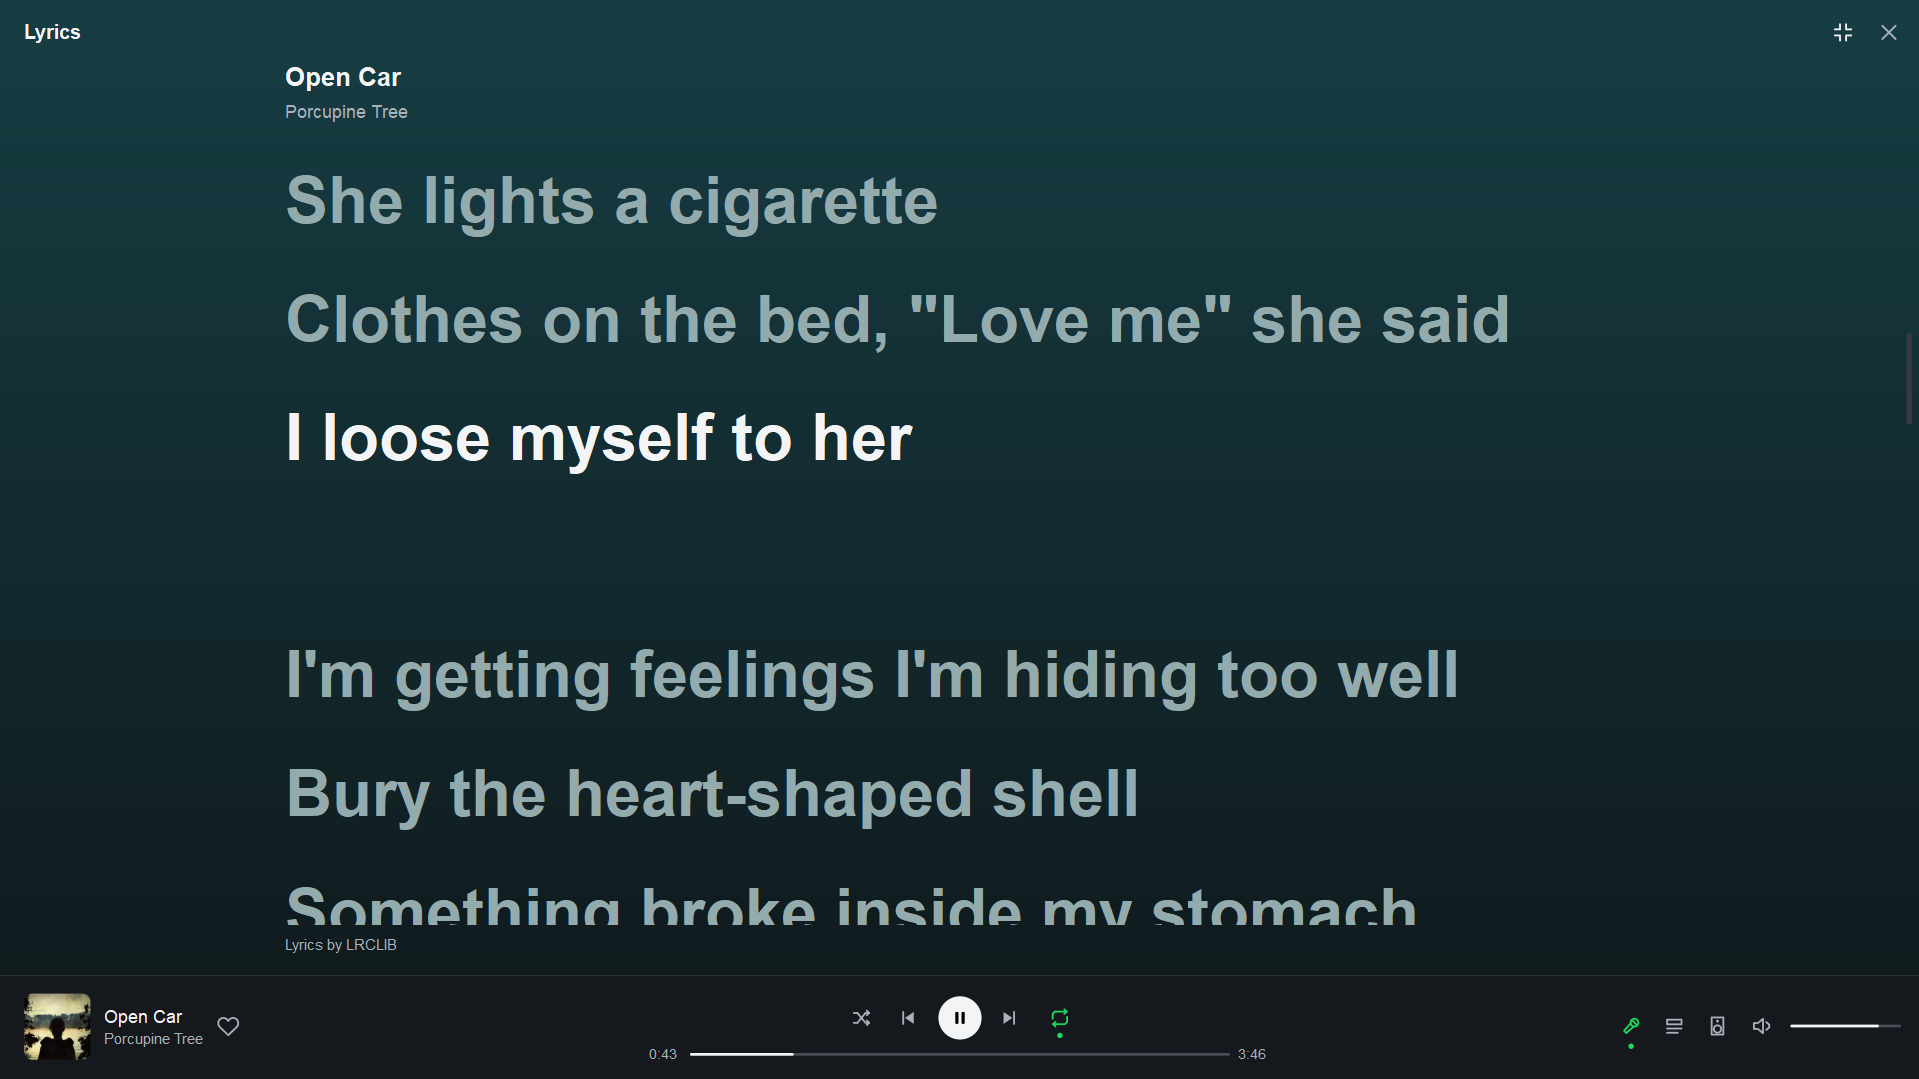 Lyrics
Open Car
Porcupine Tree
She lights a cigarette
Clothes on the bed, "Love me" she said
I loose myself to her
I'm getting feelings I'm hiding too well
Bury the heart-shaped shell
Something broke inside my stomach
Lyrics by LRCLIB
Open Car
Porcupine Tree
0:43
3:46